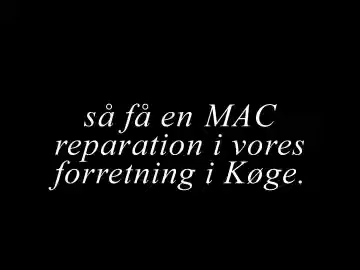 så få en MAC
reparation i vores
forretning i Køge.